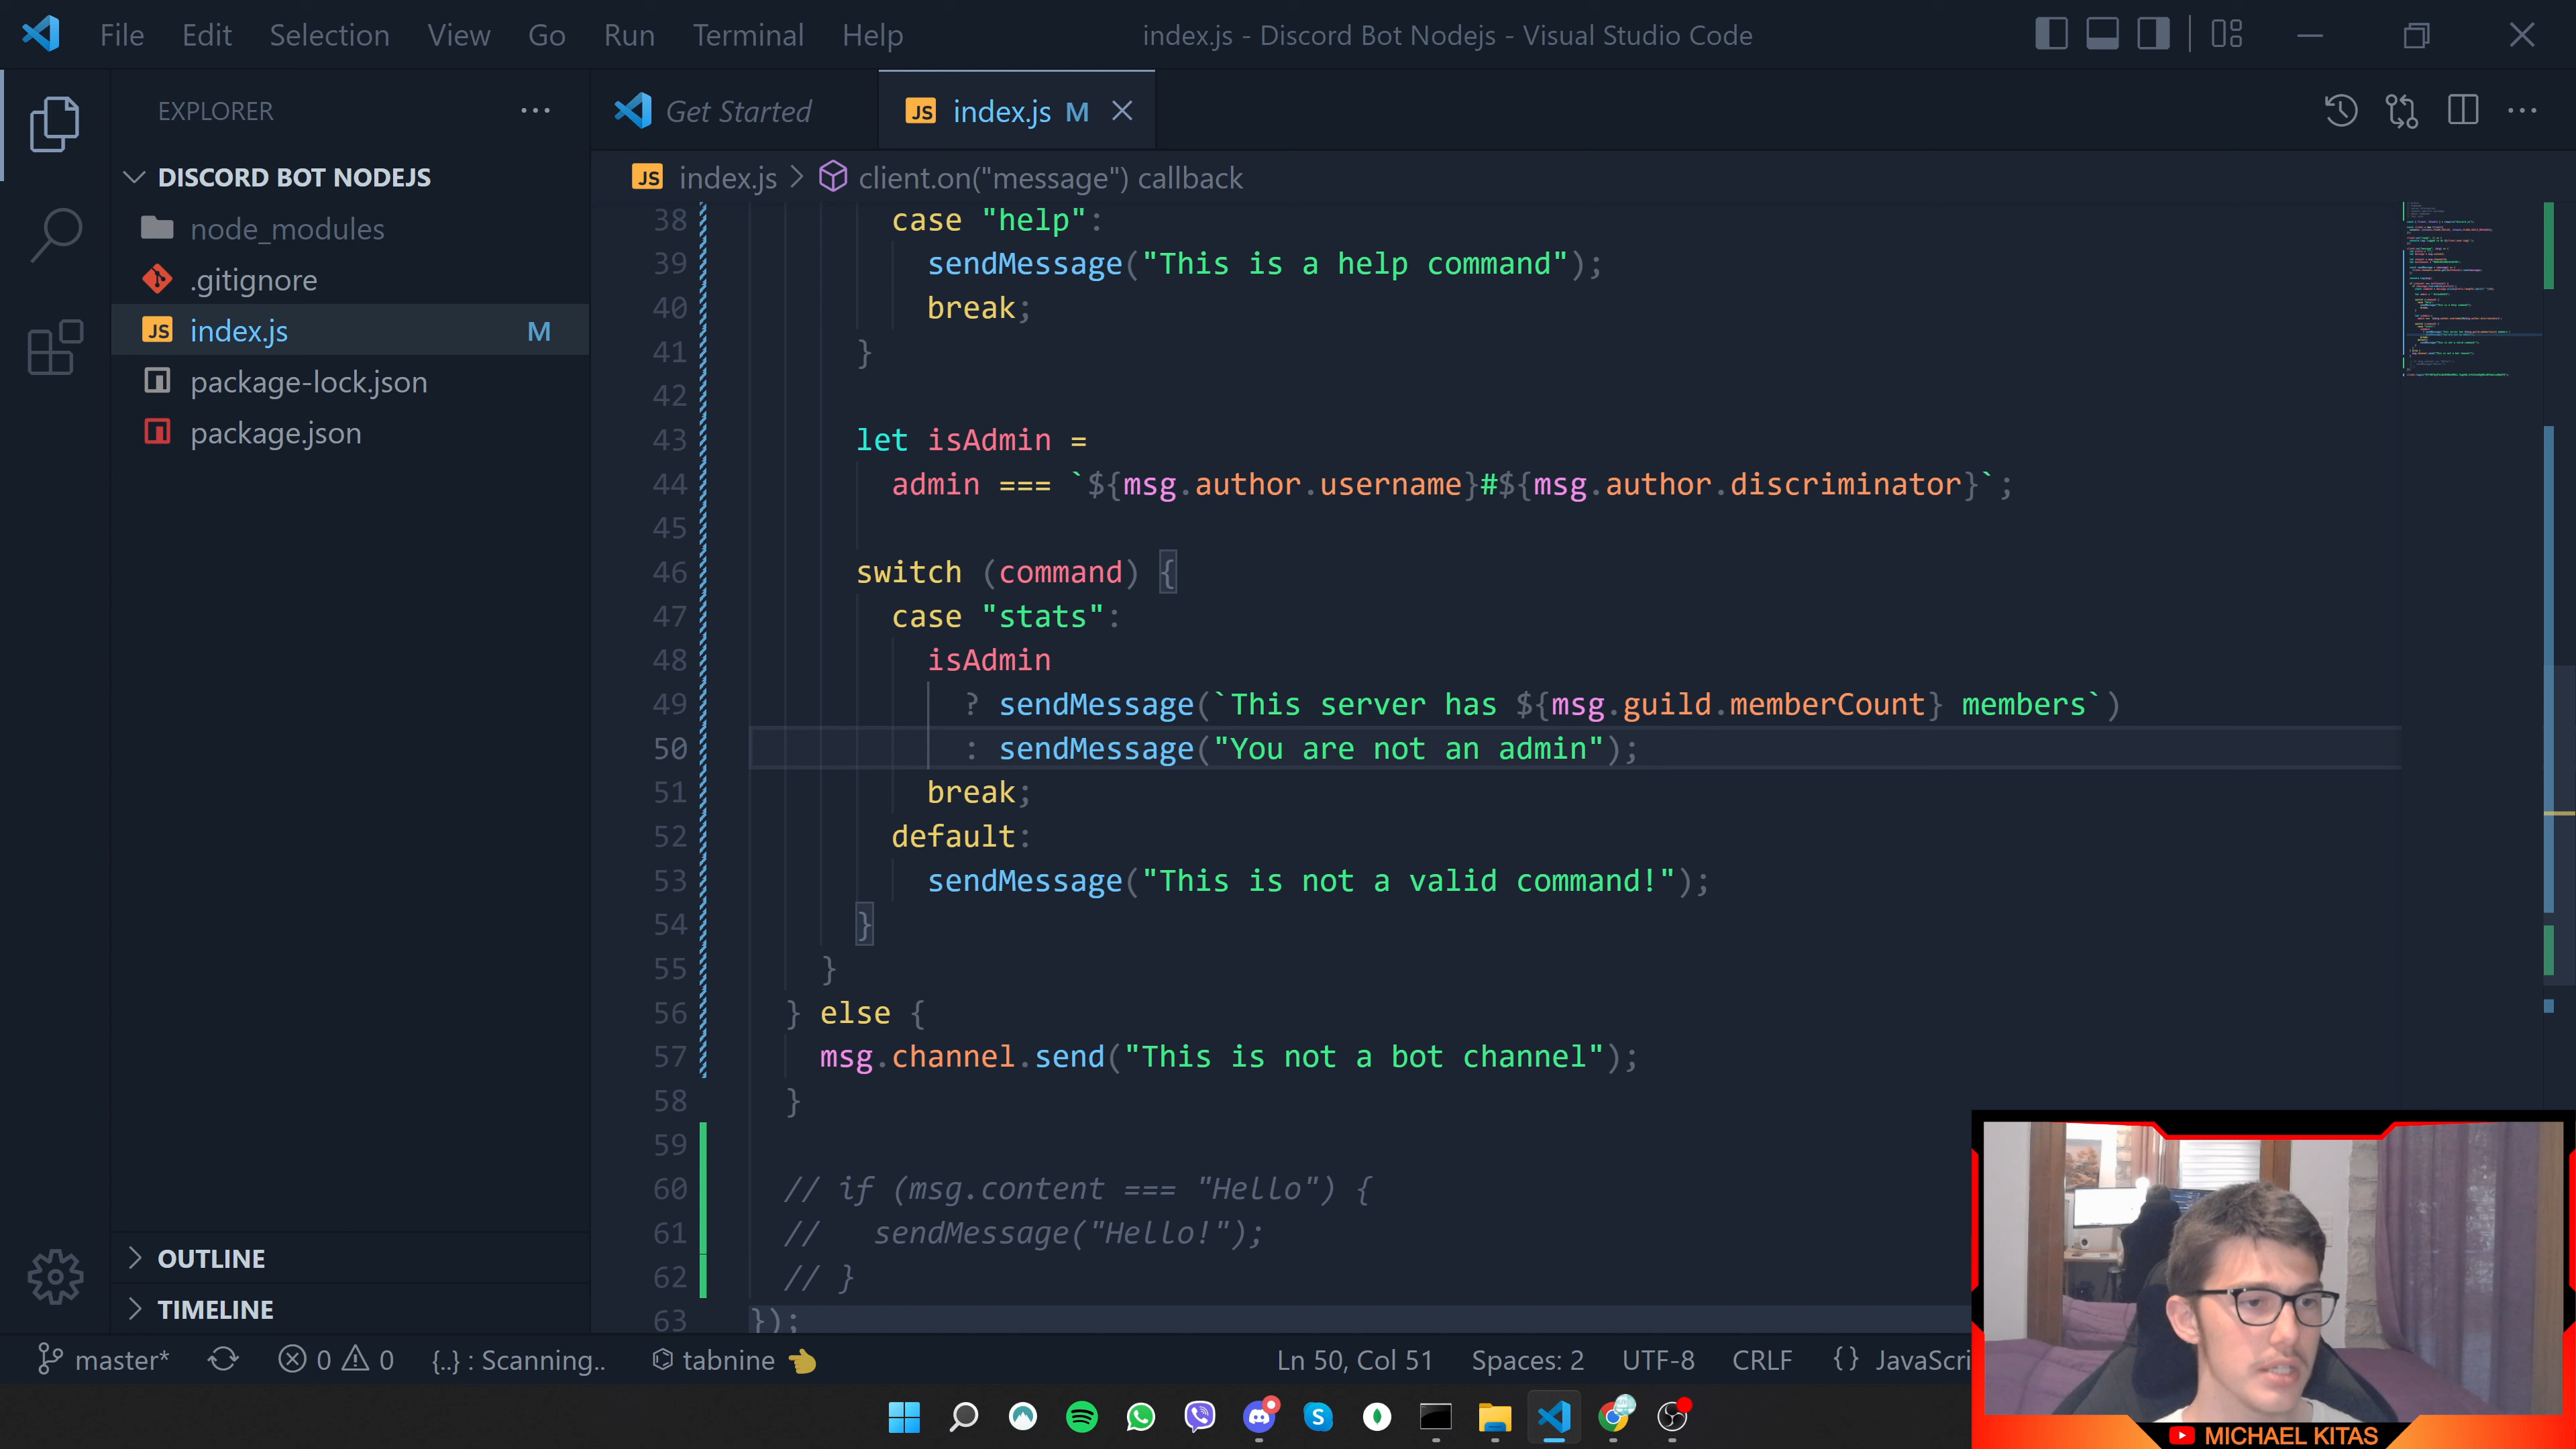 File Edit Selection View Go Run Terminal Help
index.js - Discord Bot Nodejs - Visual Studio Code
EXPLORER
DISCORD BOT NODEJS
node_modules
.gitignore
JS index.js M
package-lock.json
package.json
OUTLINE
TIMELINE
Get Started
JS index.js M
JS index.js > client.on("message") callback
38 case "help":
39 sendMessage("This is a help command");
40 break;
41 }
42
43 let isAdmin =
44 admin === `${msg.author.username}#${msg.author.discriminator}`;
45
46 switch (command) {
47 case "stats":
48 isAdmin
49 ? sendMessage(`This server has ${msg.guild.memberCount} members`)
50 : sendMessage("You are not an admin");
51 break;
52 default:
53 sendMessage("This is not a valid command!");
54 }
55 }
56 } else {
57 msg.channel.send("This is not a bot channel");
58 }
59
60 // if (msg.content === "Hello") {
61 // sendMessage("Hello!");
62 // }
63 });
master* 0 0 {..} : Scanning.. tabnine Ln 50, Col 51 Spaces: 2 UTF-8 CRLF {} JavaScri
MICHAEL KITAS